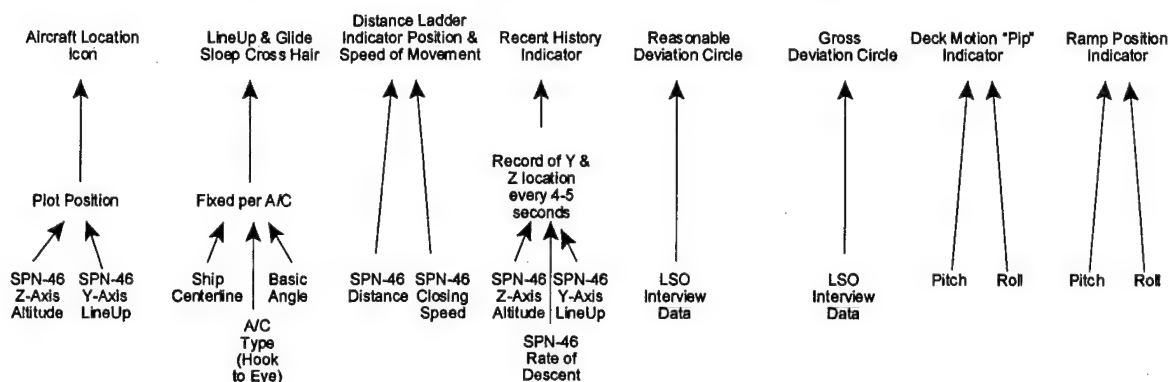 Aircraft Location
Icon
LineUp & Glide
Sloep Cross Hair
Distance Ladder
Indicator Position &
Speed of Movement
Recent History
Indicator
Reasonable
Deviation Circle
Gross
Deviation Circle
Deck Motion "Pip"
Indicator
Ramp Position
Indicator
Plot Position
Fixed per A/C
Record of Y &
Z location
every 4-5
seconds
SPN-46
Z-Axis
Altitude
SPN-46
Y-Axis
LineUp
Ship
Centerline
A/C
Type
(Hook
to Eye)
Basic
Angle
SPN-46
Distance
SPN-46
Closing
Speed
SPN-46
Z-Axis
Altitude
SPN-46
Rate of
Descent
SPN-46
Y-Axis
LineUp
LSO
Interview
Data
LSO
Interview
Data
Pitch
Roll
Pitch
Roll